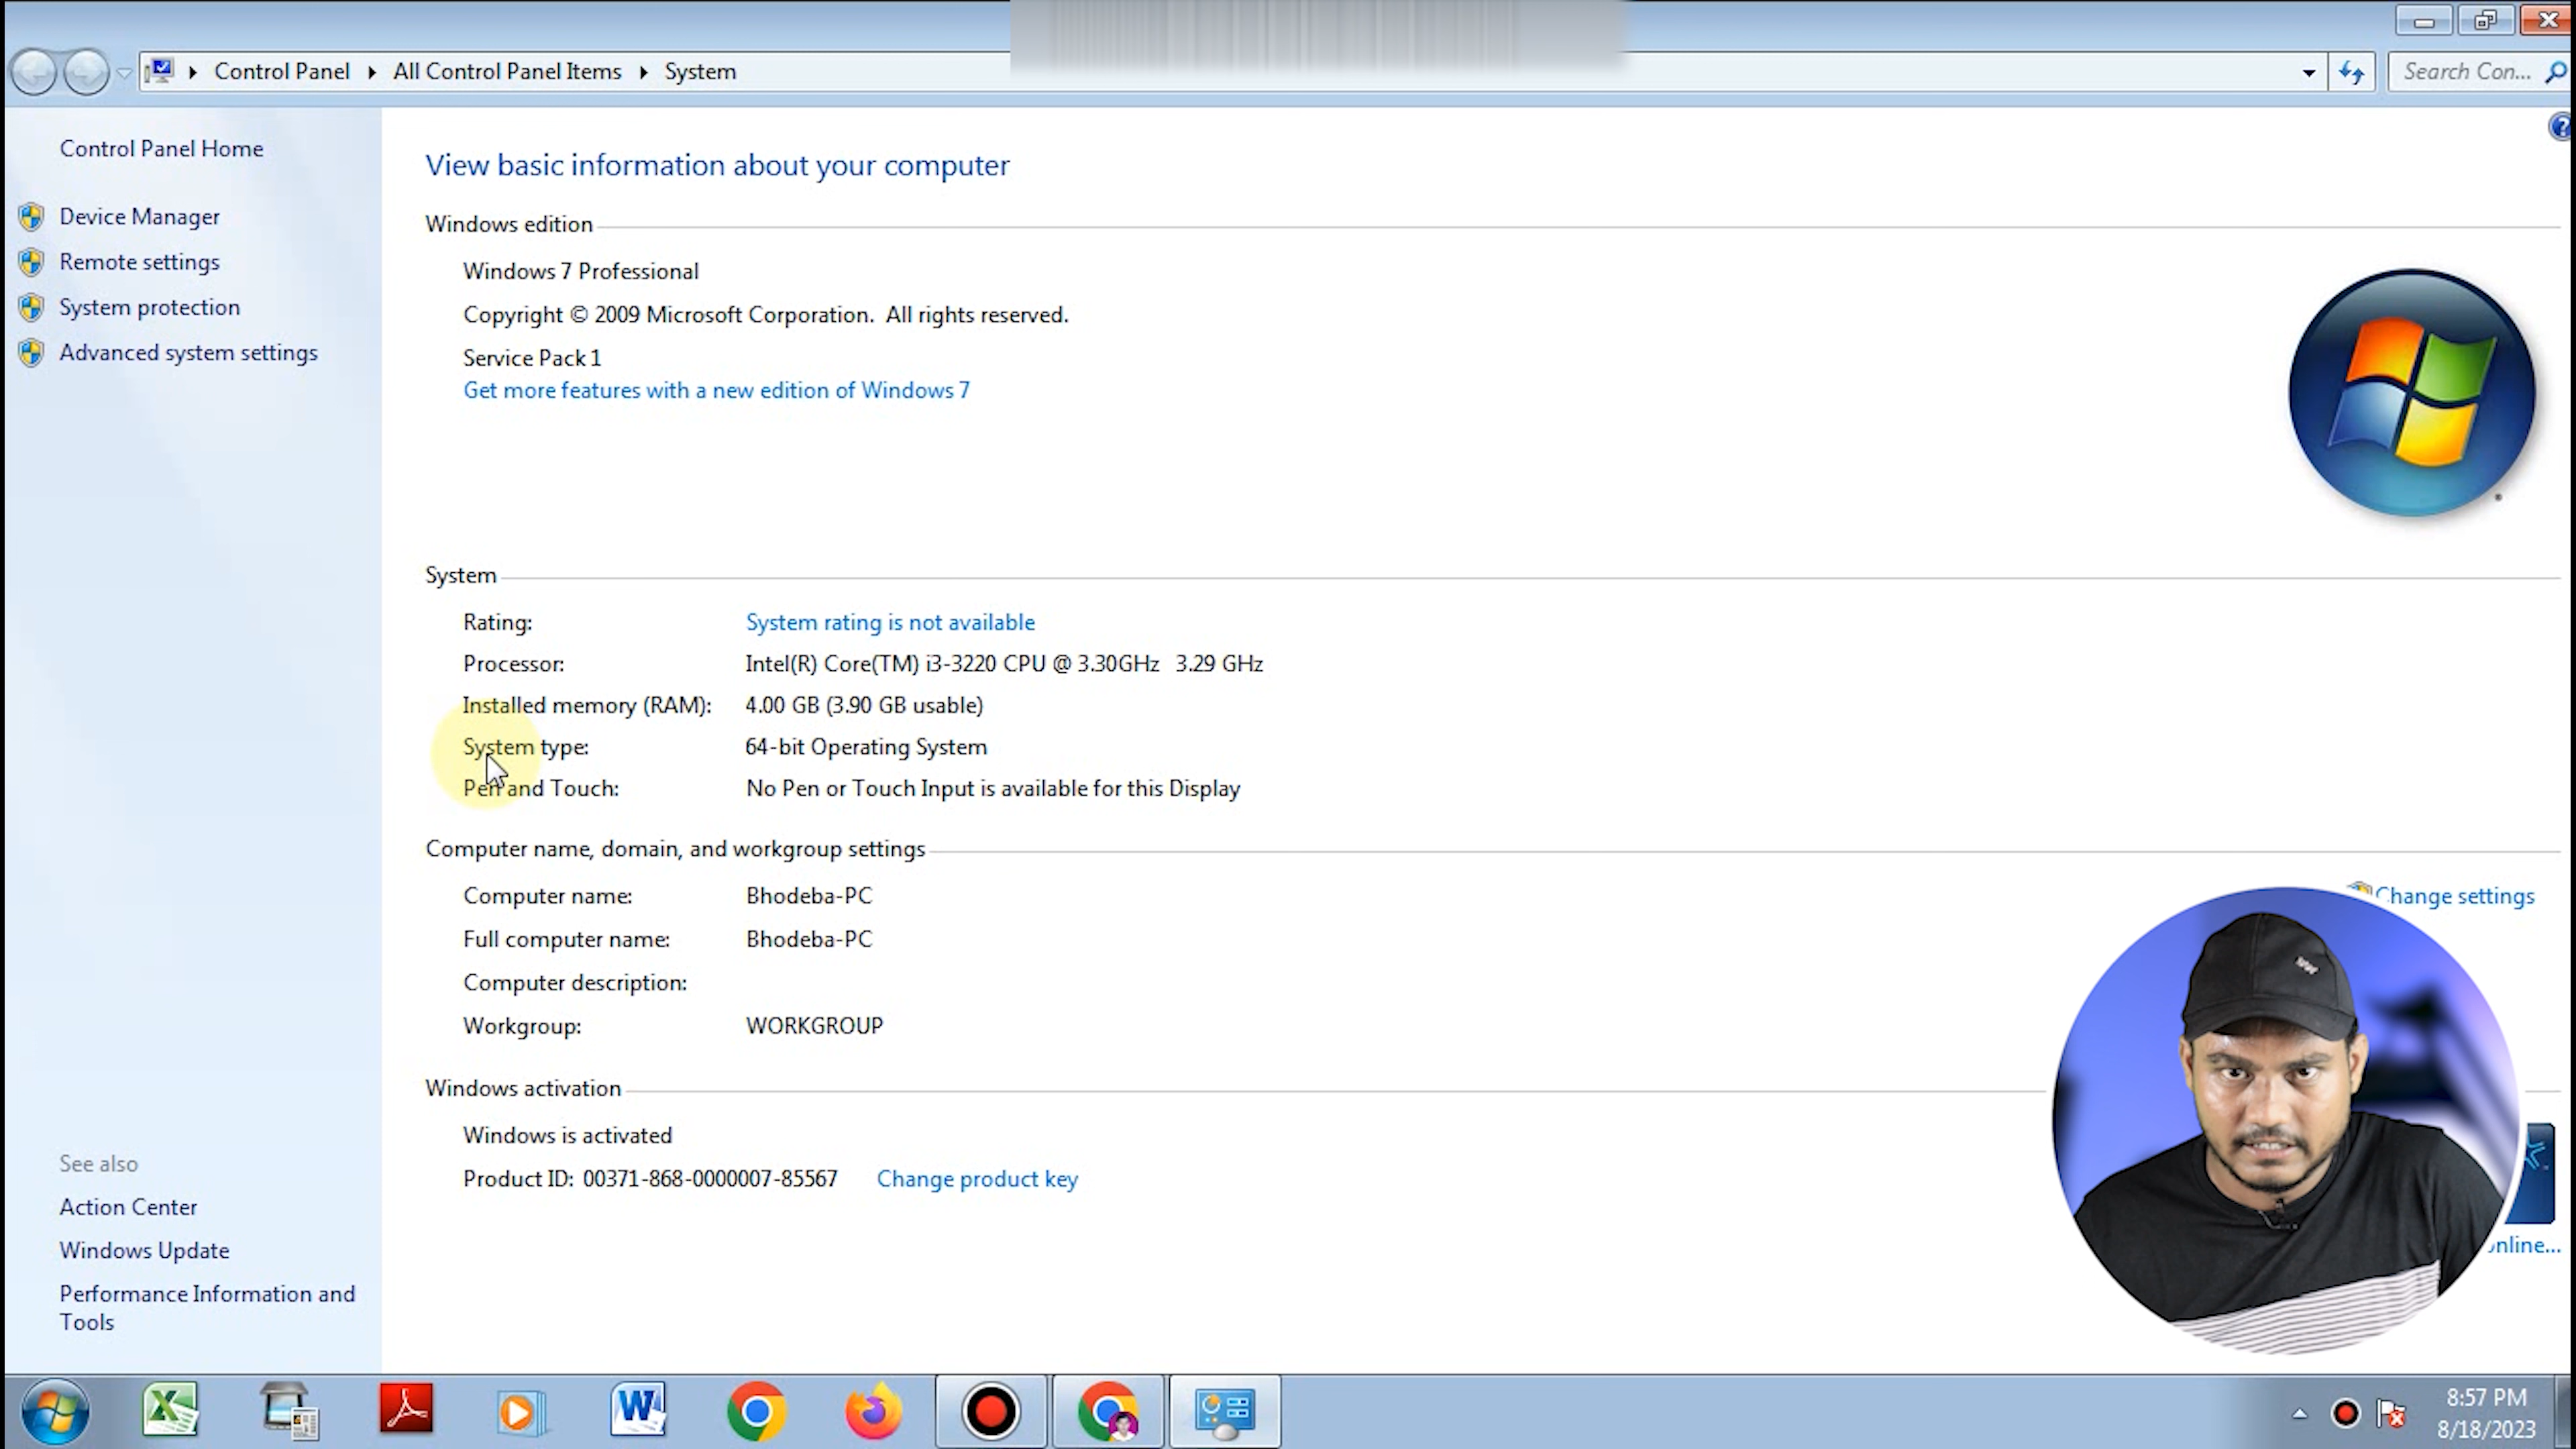 Control Panel ▸ All Control Panel Items ▸ System
Search Con...
Control Panel Home
Device Manager
Remote settings
System protection
Advanced system settings
View basic information about your computer
Windows edition
Windows 7 Professional
Copyright © 2009 Microsoft Corporation. All rights reserved.
Service Pack 1
Get more features with a new edition of Windows 7
System
Rating: System rating is not available
Processor: Intel(R) Core(TM) i3-3220 CPU @ 3.30GHz 3.29 GHz
Installed memory (RAM): 4.00 GB (3.90 GB usable)
System type: 64-bit Operating System
Pen and Touch: No Pen or Touch Input is available for this Display
Computer name, domain, and workgroup settings
Computer name: Bhodeba-PC
Change settings
Full computer name: Bhodeba-PC
Computer description:
Workgroup: WORKGROUP
Windows activation
Windows is activated
Product ID: 00371-868-0000007-85567 Change product key
nline...
See also
Action Center
Windows Update
Performance Information and
Tools
8:57 PM
8/18/2023